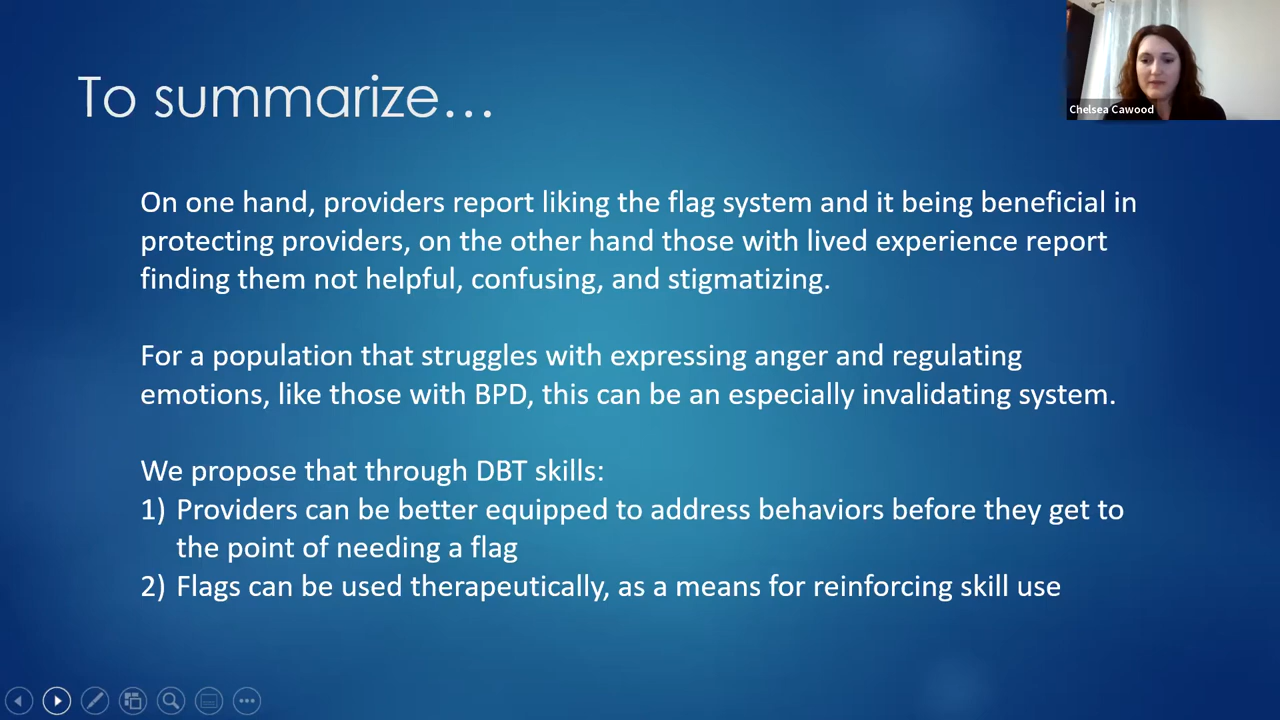 To summarize...
Chelsea Cawood
On one hand, providers report liking the flag system and it being beneficial in
protecting providers, on the other hand those with lived experience report
finding them not helpful, confusing, and stigmatizing.
For a population that struggles with expressing anger and regulating
emotions, like those with BPD, this can be an especially invalidating system.
We propose that through DBT skills:
1) Providers can be better equipped to address behaviors before they get to
the point of needing a flag
2) Flags can be used therapeutically, as a means for reinforcing skill use